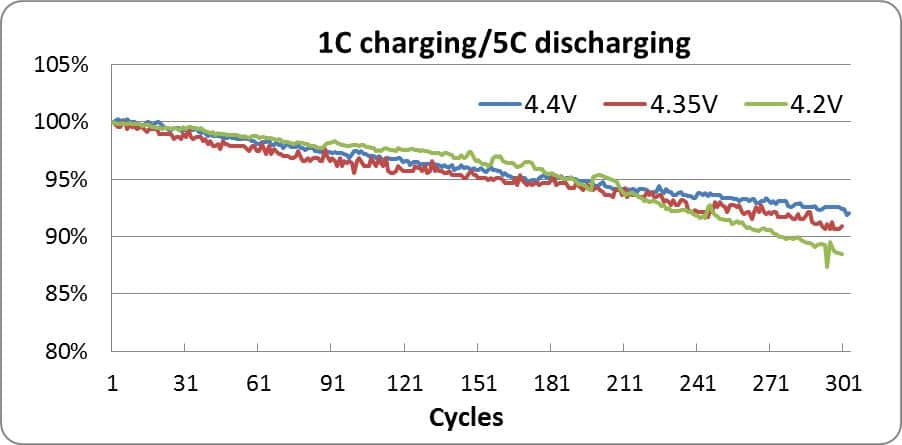 1C charging/5C discharging
105%
4.4V 4.35V 4.2V
100%
95%
90%
85%
80%
1 31 61 91 121 151 181 211 241 271 301
Cycles